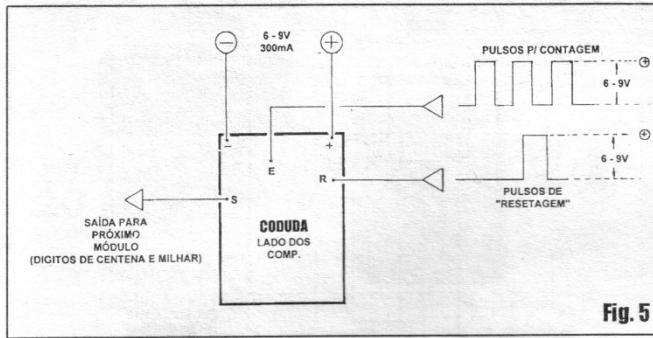 6 - 9V
300mA
PULSOS P/ CONTAGEM
6 - 9V
E
R
S
6 - 9V
PULSOS DE
"RESETAGEM"
CODUDA
LADO DOS
COMP.
SAÍDA PARA
PRÓXIMO
MÓDULO
(DIGITOS DE CENTENA E MILHAR)
Fig. 5